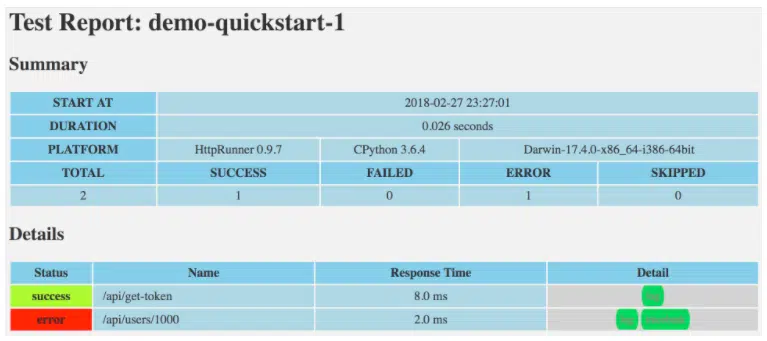 Test Report: demo-quickstart-1
Summary
START AT 2018-02-27 23:27:01
DURATION 0.026 seconds
PLATFORM HttpRunner 0.9.7 CPython 3.6.4 Darwin-17.4.0-x86_64-i386-64bit
TOTAL SUCCESS FAILED ERROR SKIPPED
2 1 0 1 0
Details
Status Name Response Time Detail
success /api/get-token 8.0 ms
error /api/users/1000 2.0 ms